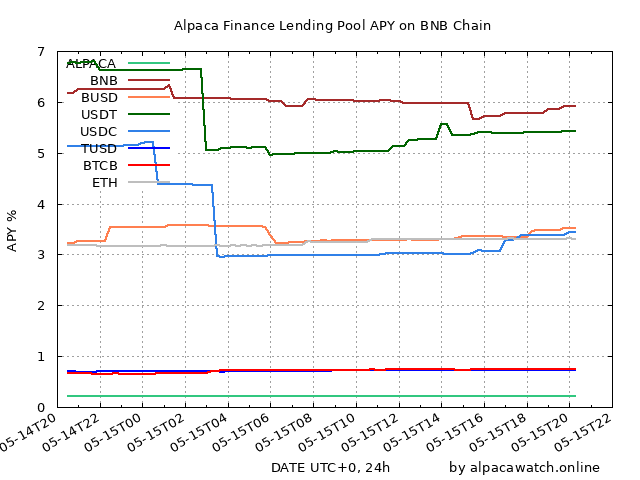 Alpaca Finance Lending Pool APY on BNB Chain
7
6
5
4
3
2
1
0
APY %
ALPACA
BNB
BUSD
USDT
USDC
TUSD
BTCB
ETH
05-14T20
05-14T22
05-15T00
05-15T02
05-15T04
05-15T06
05-15T08
05-15T10
05-15T12
05-15T14
05-15T16
05-15T18
05-15T20
05-15T22
DATE UTC+0, 24h
by alpacawatch.online